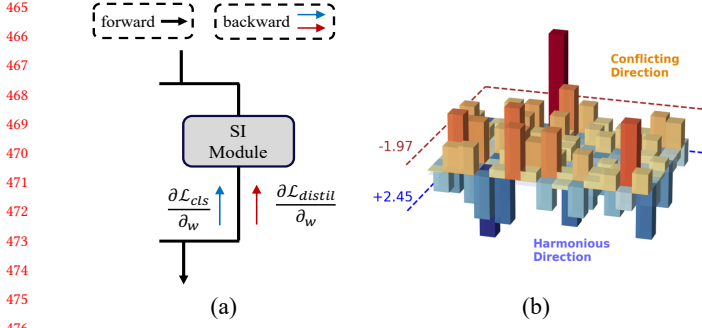 465
466
467
468
469
470
471
472
473
474
475
476
forward
backward
SI
Module
∂ℒ_cls
∂_w
∂ℒ_distil
∂_w
(a)
Conflicting
Direction
-1.97
+2.45
Harmonious
Direction
(b)